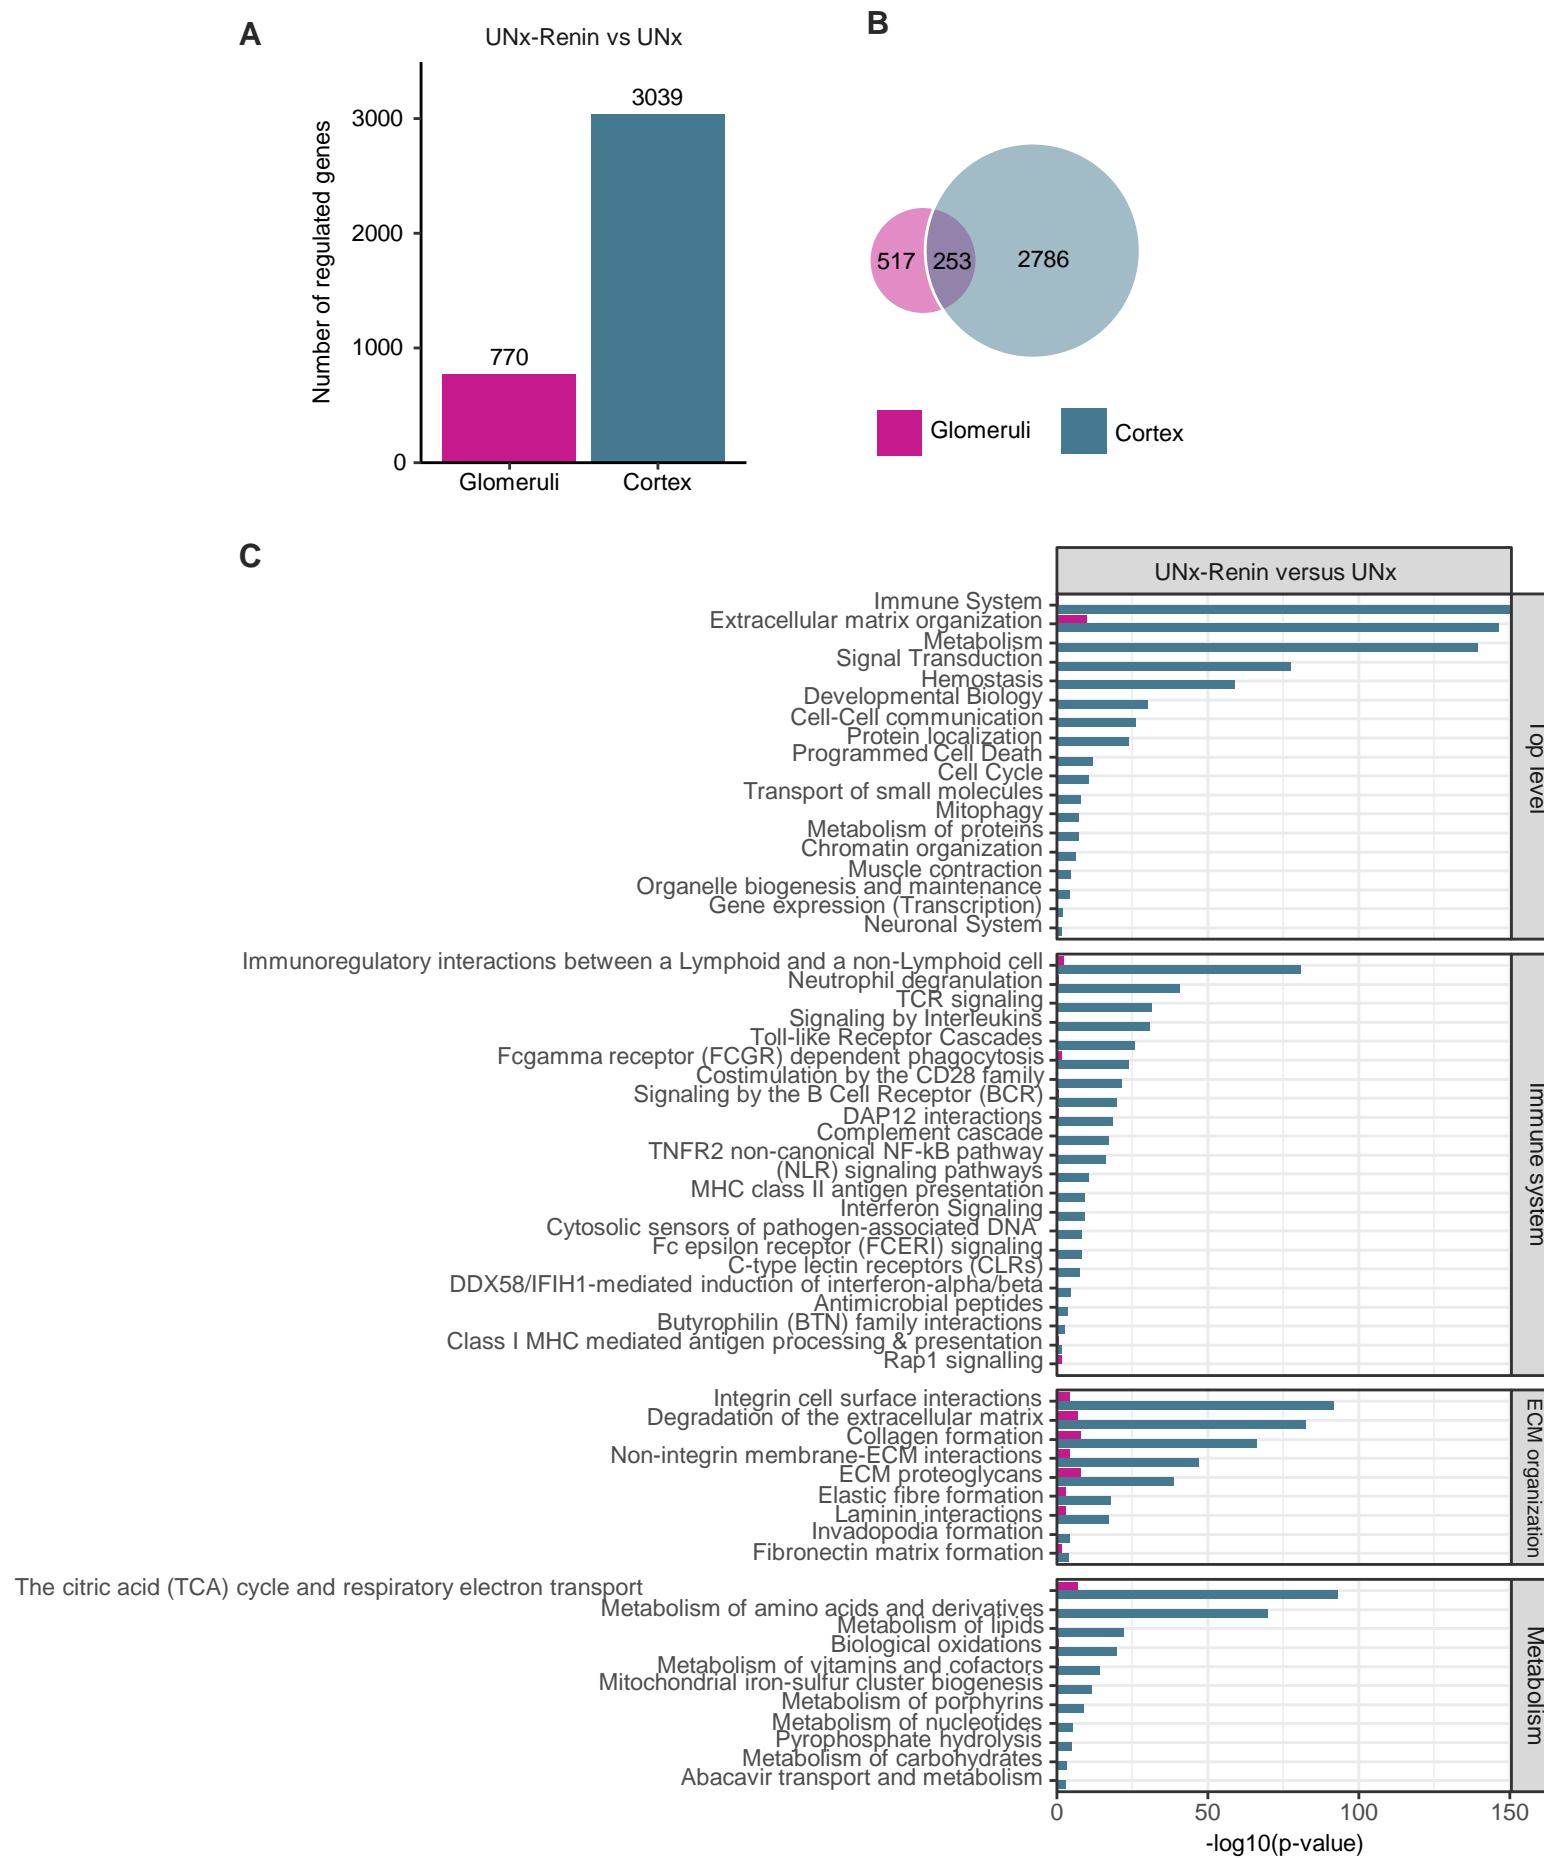 A
UNx-Renin vs UNx
Number of regulated genes
3000
2000
1000
0
3039
770
Glomeruli
Cortex
B
517
253
2786
Glomeruli
Cortex
C
UNx-Renin versus UNx
Immune System
Extracellular matrix organization
Metabolism
Signal Transduction
Hemostasis
Developmental Biology
Cell-Cell communication
Protein localization
Programmed Cell Death
Cell Cycle
Transport of small molecules
Mitophagy
Metabolism of proteins
Chromatin organization
Muscle contraction
Organelle biogenesis and maintenance
Gene expression (Transcription)
Neuronal System
Top level
Immunoregulatory interactions between a Lymphoid and a non-Lymphoid cell
Neutrophil degranulation
TCR signaling
Signaling by Interleukins
Toll-like Receptor Cascades
Fcgamma receptor (FCGR) dependent phagocytosis
Costimulation by the CD28 family
Signaling by the B Cell Receptor (BCR)
DAP12 interactions
Complement cascade
TNFR2 non-canonical NF-kB pathway
(NLR) signaling pathways
MHC class II antigen presentation
Interferon Signaling
Cytosolic sensors of pathogen-associated DNA
Fc epsilon receptor (FCERI) signaling
C-type lectin receptors (CLRs)
DDX58/IFIH1-mediated induction of interferon-alpha/beta
Antimicrobial peptides
Butyrophilin (BTN) family interactions
Class I MHC mediated antigen processing & presentation
Rap1 signalling
Immune system
Integrin cell surface interactions
Degradation of the extracellular matrix
Collagen formation
Non-integrin membrane-ECM interactions
ECM proteoglycans
Elastic fibre formation
Laminin interactions
Invadopodia formation
Fibronectin matrix formation
ECM organization
The citric acid (TCA) cycle and respiratory electron transport
Metabolism of amino acids and derivatives
Metabolism of lipids
Biological oxidations
Metabolism of vitamins and cofactors
Mitochondrial iron-sulfur cluster biogenesis
Metabolism of porphyrins
Metabolism of nucleotides
Pyrophosphate hydrolysis
Metabolism of carbohydrates
Abacavir transport and metabolism
Metabolism
0
50
100
150
-log10(p-value)